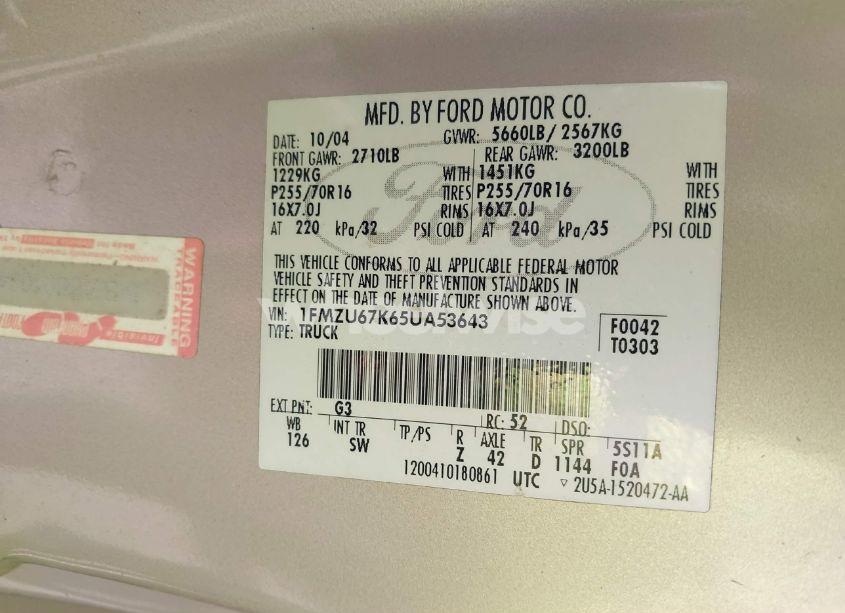 MFD. BY FORD MOTOR CO.
DATE: 10/04 GVWR: 5660LB/ 2567KG
FRONT GAWR: 2710LB REAR GAWR: 3200LB
1229KG WITH 1451KG WITH
P255/70R16 TIRES P255/70R16 TIRES
16X7.0J RIMS 16X7.0J RIMS
AT 220 kPa/32 PSI COLD AT 240 kPa/35 PSI COLD
Ford
THIS VEHICLE CONFORMS TO ALL APPLICABLE FEDERAL MOTOR
VEHICLE SAFETY AND THEFT PREVENTION STANDARDS IN
EFFECT ON THE DATE OF MANUFACTURE SHOWN ABOVE.
VIN: 1FMZU67K65UA53643 F0042
TYPE: TRUCK T0303
EXT PNT: G3 RC: 52 DSO:
WB INT TR TP/PS R AXLE TR SPR 5S11A
126 SW Z 42 D 1144 F0A
1200410180861 UTC ▽ 2U5A-1520472-AA
WARNING
Invisible